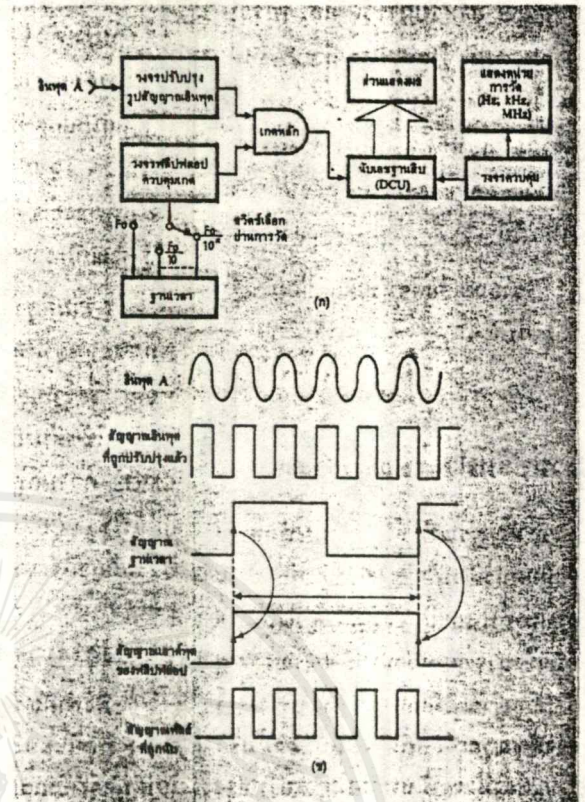 อินพุต A
วงจรปรับปรุง
รูปสัญญาณอินพุต
วงจรฟลิปฟลอป
ควบคุมเกต
เกตหลัก
ส่วนแสดงผล
แสดงหน่วย
การวัด
(Hz, kHz,
MHz)
นับเลขฐานสิบ
(DCU)
วงจรควบคุม
Fo
Fo
10
Fo
10
สวิตช์เลือก
ย่านการวัด
ฐานเวลา
(ก)
อินพุต A
สัญญาณอินพุต
ที่ถูกปรับปรุงแล้ว
สัญญาณ
ฐานเวลา
สัญญาณเอาต์พุต
ของฟลิปฟลอป
สัญญาณพัลส์
ที่ถูกนับ
(ข)